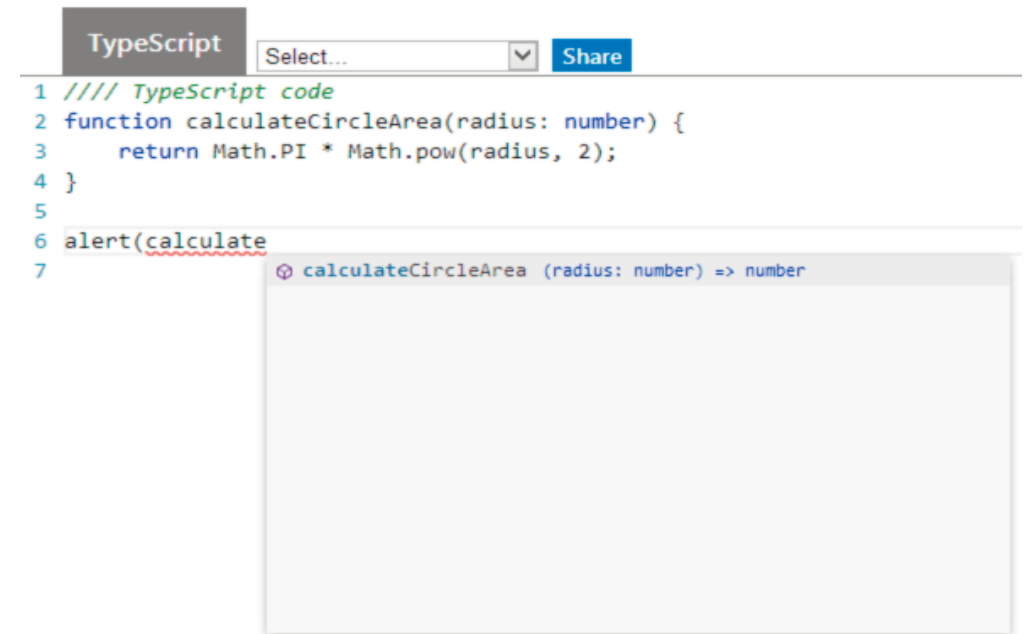 TypeScript
Select...
Share
1 //// TypeScript code
2 function calculateCircleArea(radius: number) {
3     return Math.PI * Math.pow(radius, 2);
4 }
5
6 alert(calculate
7
calculateCircleArea (radius: number) => number